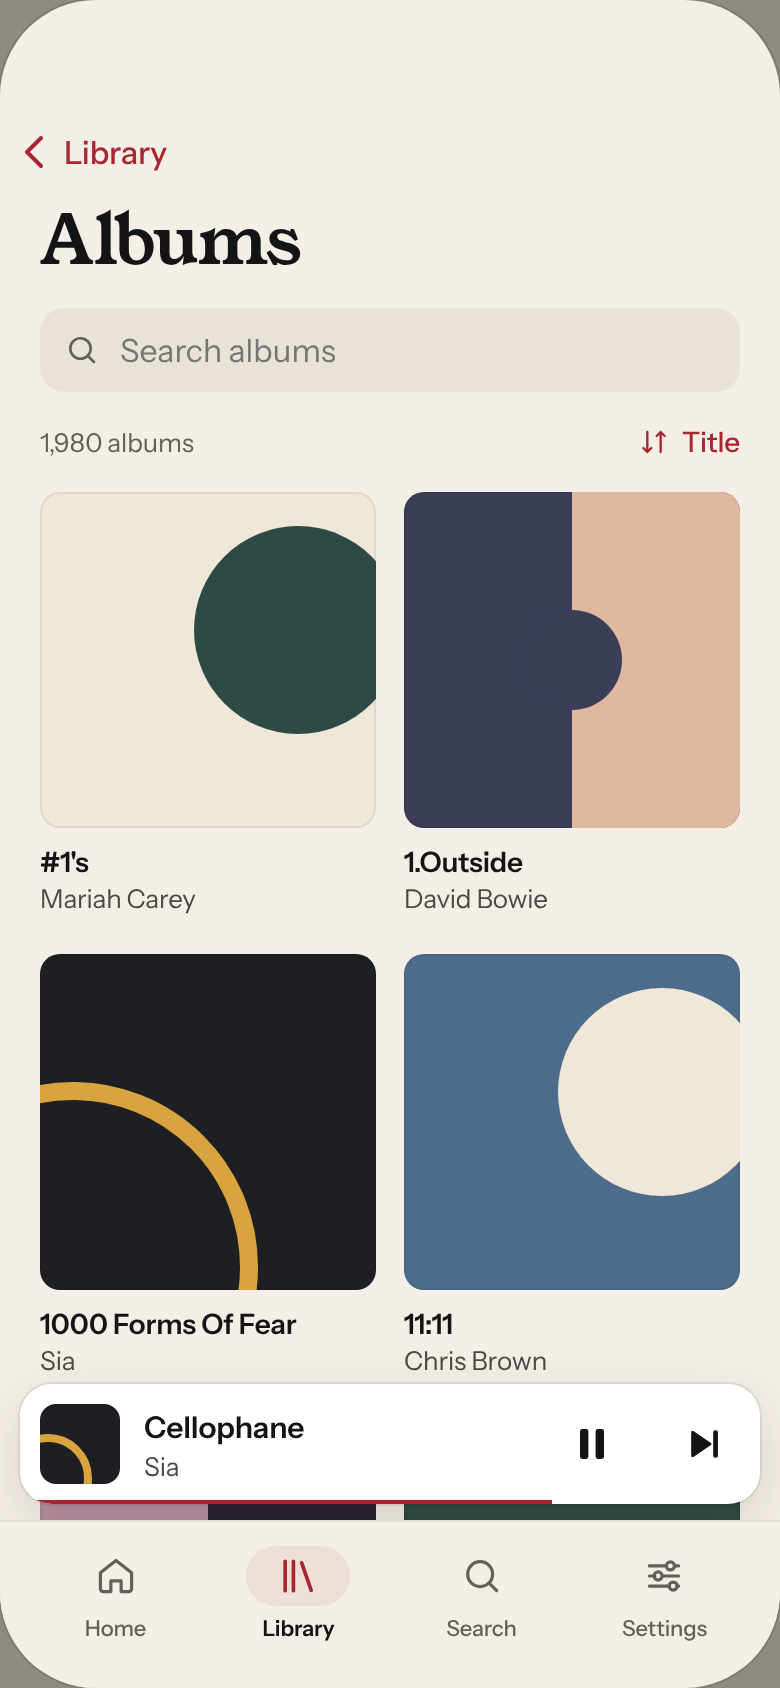 Library
Albums
Search albums
1,980 albums
Title
#1's
Mariah Carey
1.Outside
David Bowie
1000 Forms Of Fear
Sia
11:11
Chris Brown
Cellophane
Sia
Home
Library
Search
Settings